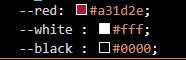 --red: #a31d2e;
--white : #fff;
--black : #0000;